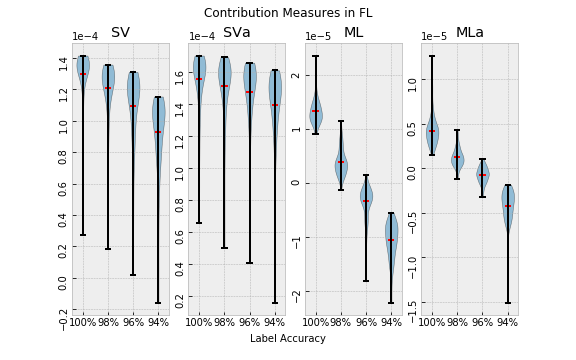 Contribution Measures in FL
1e−4 SV
1e−4 SVa
1e−5 ML
1e−5 MLa
1.4
1.2
1.0
0.8
0.6
0.4
0.2
0.0
−0.2
1.6
1.4
1.2
1.0
0.8
0.6
0.4
0.2
2
1
0
−1
−2
1.0
0.5
0.0
−0.5
−1.0
−1.5
100% 98% 96% 94%
100% 98% 96% 94%
100% 98% 96% 94%
100% 98% 96% 94%
Label Accuracy